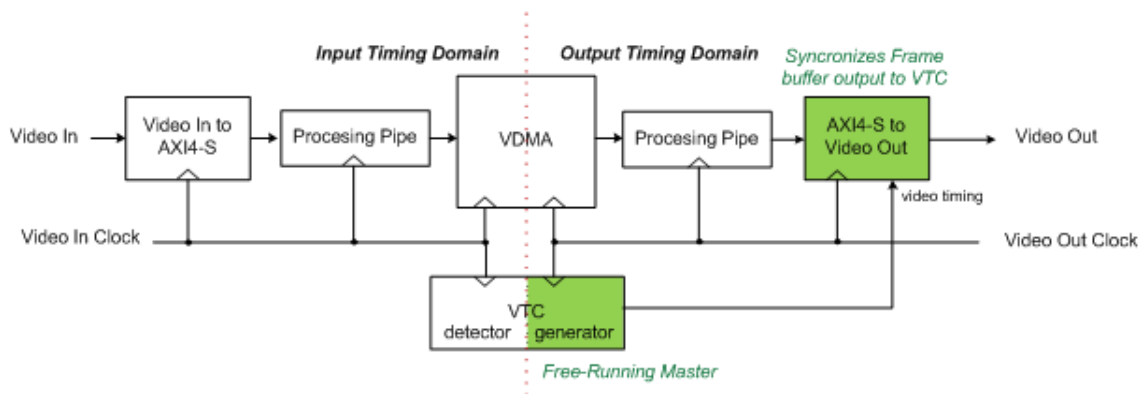 Input Timing Domain
Output Timing Domain
Syncronizes Frame
buffer output to VTC
Video In
Video In to
AXI4-S
Procesing Pipe
VDMA
Procesing Pipe
AXI4-S to
Video Out
Video Out
video timing
Video In Clock
Video Out Clock
VTC
detector
generator
Free-Running Master